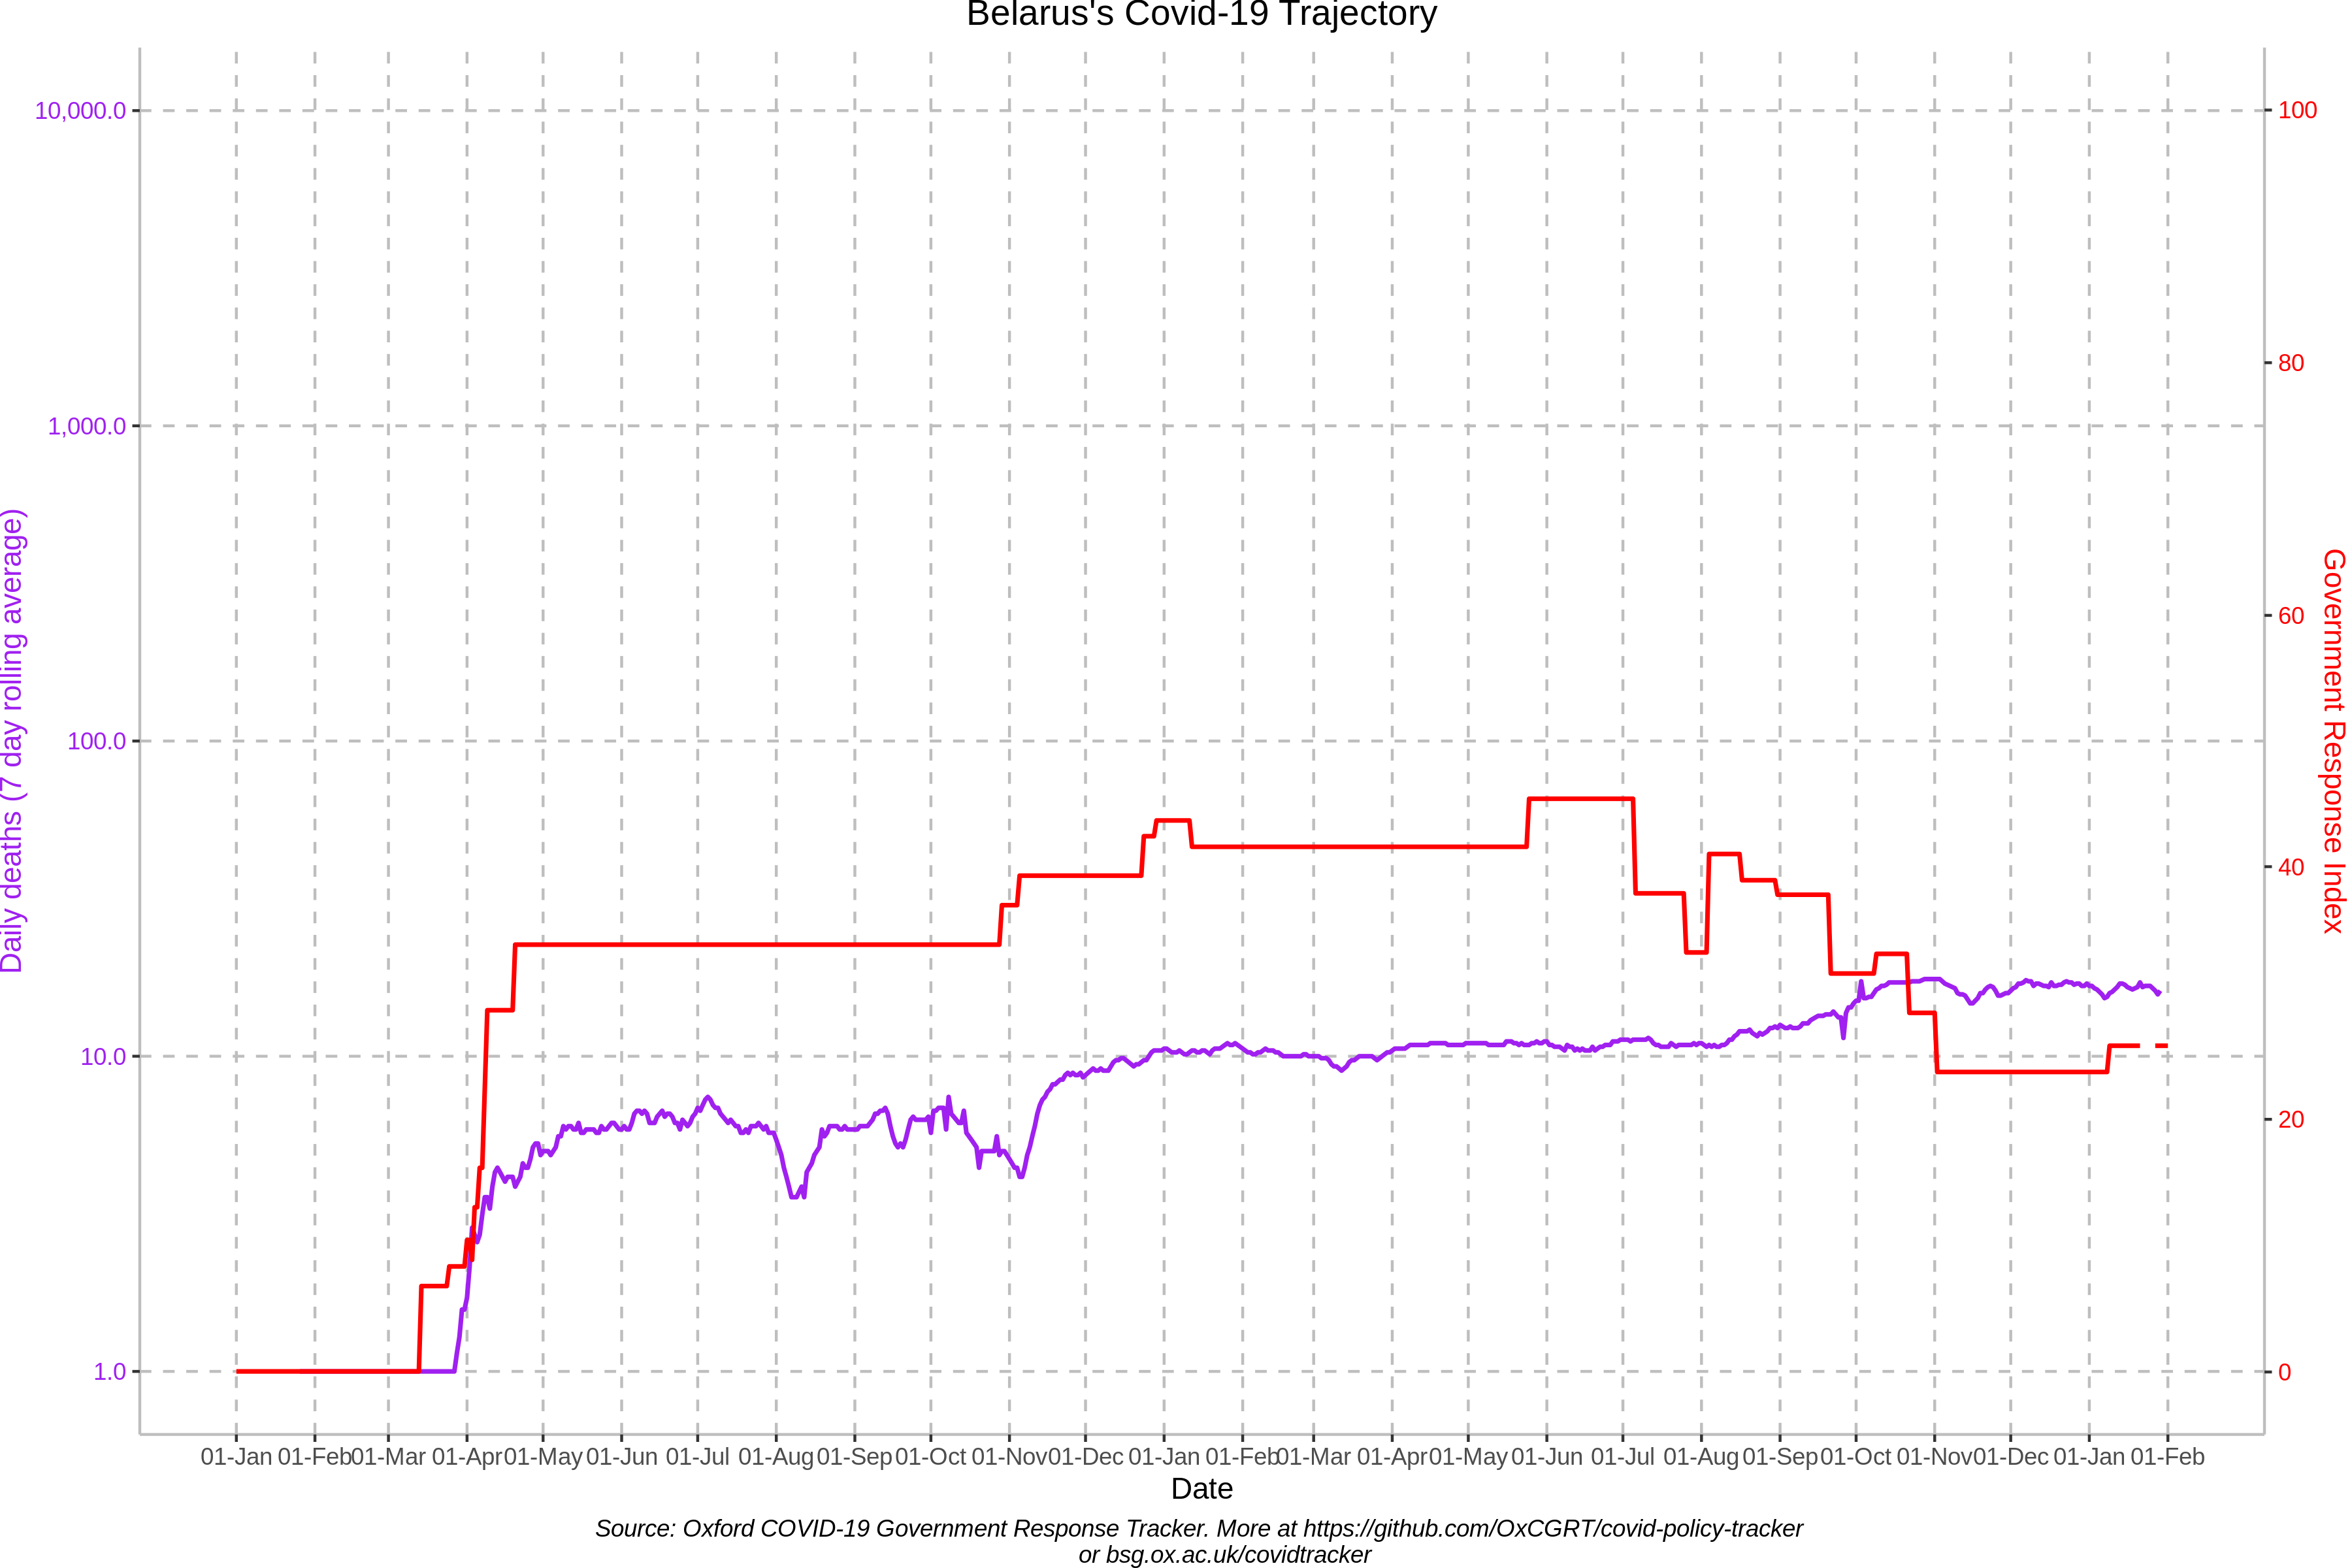 Belarus's Covid-19 Trajectory
Daily deaths (7 day rolling average)
10,000.0
1,000.0
100.0
10.0
1.0
100
80
60
40
20
0
Government Response Index
01-Jan 01-Feb 01-Mar 01-Apr 01-May 01-Jun 01-Jul 01-Aug 01-Sep 01-Oct 01-Nov 01-Dec 01-Jan 01-Feb 01-Mar 01-Apr 01-May 01-Jun 01-Jul 01-Aug 01-Sep 01-Oct 01-Nov 01-Dec 01-Jan 01-Feb
Date
Source: Oxford COVID-19 Government Response Tracker. More at https://github.com/OxCGRT/covid-policy-tracker
or bsg.ox.ac.uk/covidtracker